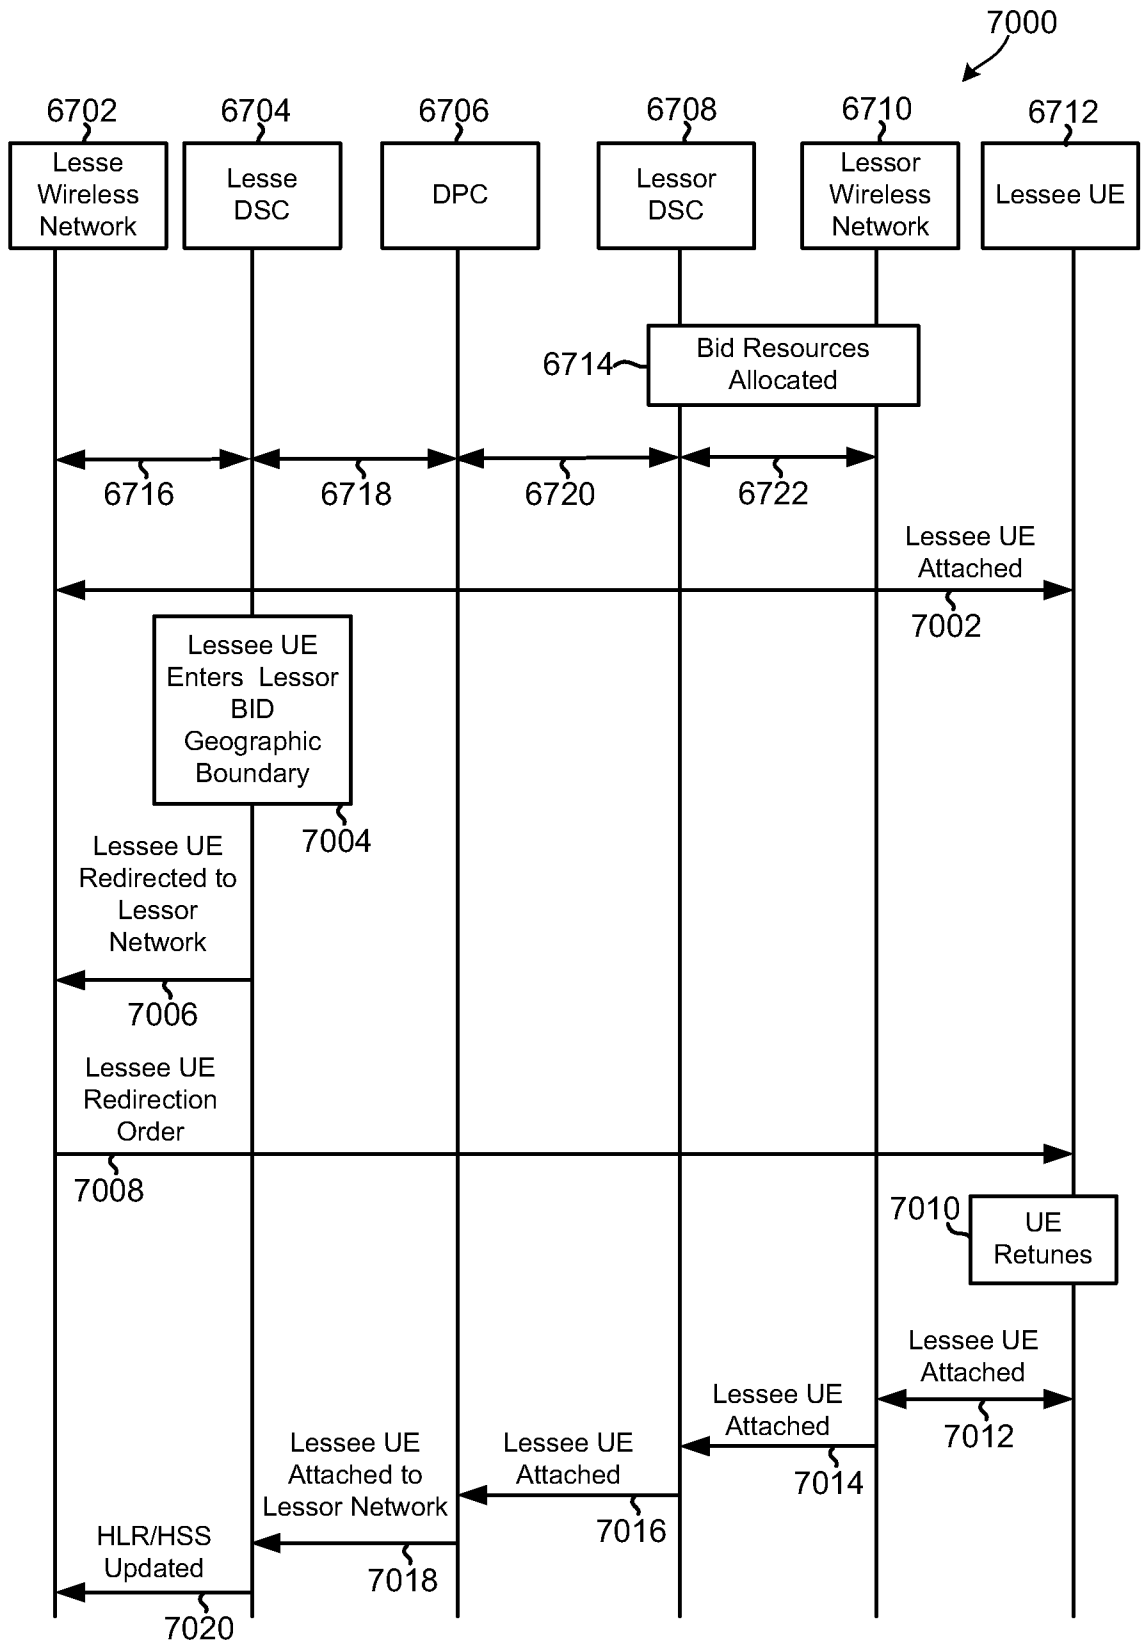 7000
6702
6704
6706
6708
6710
6712
Lesse
Wireless
Network
Lesse
DSC
DPC
Lessor
DSC
Lessor
Wireless
Network
Lessee UE
6714
Bid Resources
Allocated
6716
6718
6720
6722
Lessee UE
Attached
7002
Lessee UE
Enters Lessor
BID
Geographic
Boundary
7004
Lessee UE
Redirected to
Lessor
Network
7006
Lessee UE
Redirection
Order
7008
7010
UE
Retunes
Lessee UE
Attached
7012
Lessee UE
Attached
7014
Lessee UE
Attached
7016
Lessee UE
Attached to
Lessor Network
7018
HLR/HSS
Updated
7020